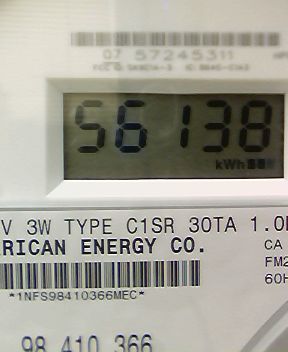 07 57245311
56138
kWh
V 3W TYPE C1SR 30TA 1.0
RICAN ENERGY CO.
CA
FM2
60H
*1NFS98410366MEC*
98 410 366